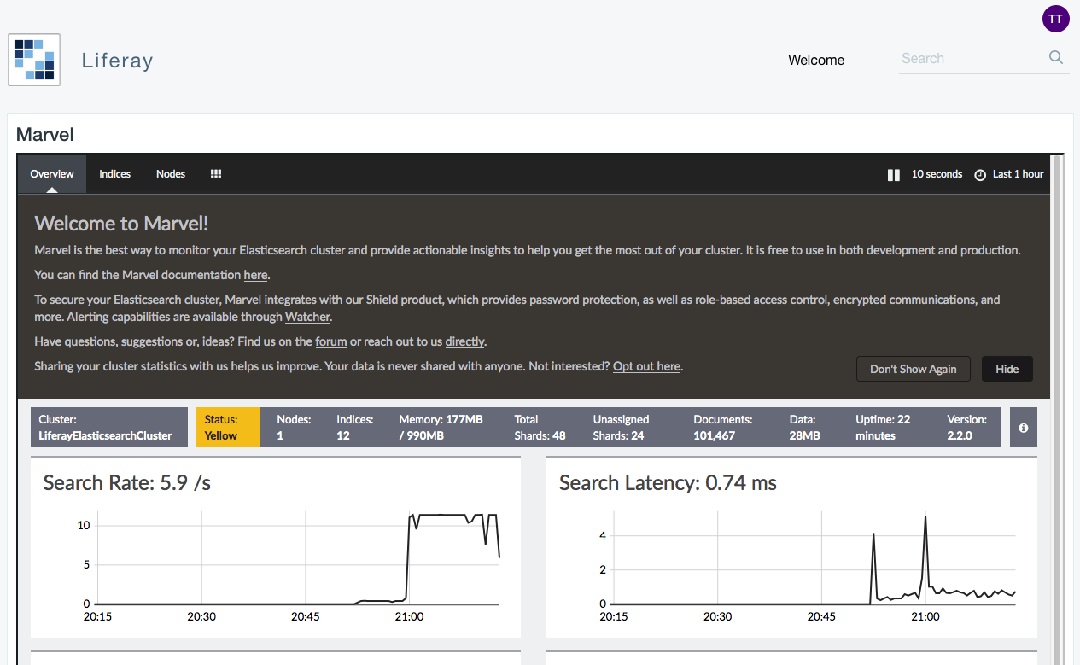 TT
Liferay
Welcome
Search
Marvel
Overview Indices Nodes 10 seconds Last 1 hour
Welcome to Marvel!
Marvel is the best way to monitor your Elasticsearch cluster and provide actionable insights to help you get the most out of your cluster. It is free to use in both development and production.
You can find the Marvel documentation here.
To secure your Elasticsearch cluster, Marvel integrates with our Shield product, which provides password protection, as well as role-based access control, encrypted communications, and
more. Alerting capabilities are available through Watcher.
Have questions, suggestions or, ideas? Find us on the forum or reach out to us directly.
Sharing your cluster statistics with us helps us improve. Your data is never shared with anyone. Not interested? Opt out here.
Don't Show Again Hide
Cluster: Status: Nodes: Indices: Memory: 177MB Total Unassigned Documents: Data: Uptime: 22 Version:
LiferayElasticsearchCluster Yellow 1 12 / 990MB Shards: 48 Shards: 24 101,467 28MB minutes 2.2.0
Search Rate: 5.9 /s
10
5
0
20:15 20:30 20:45 21:00
Search Latency: 0.74 ms
4
2
0
20:15 20:30 20:45 21:00